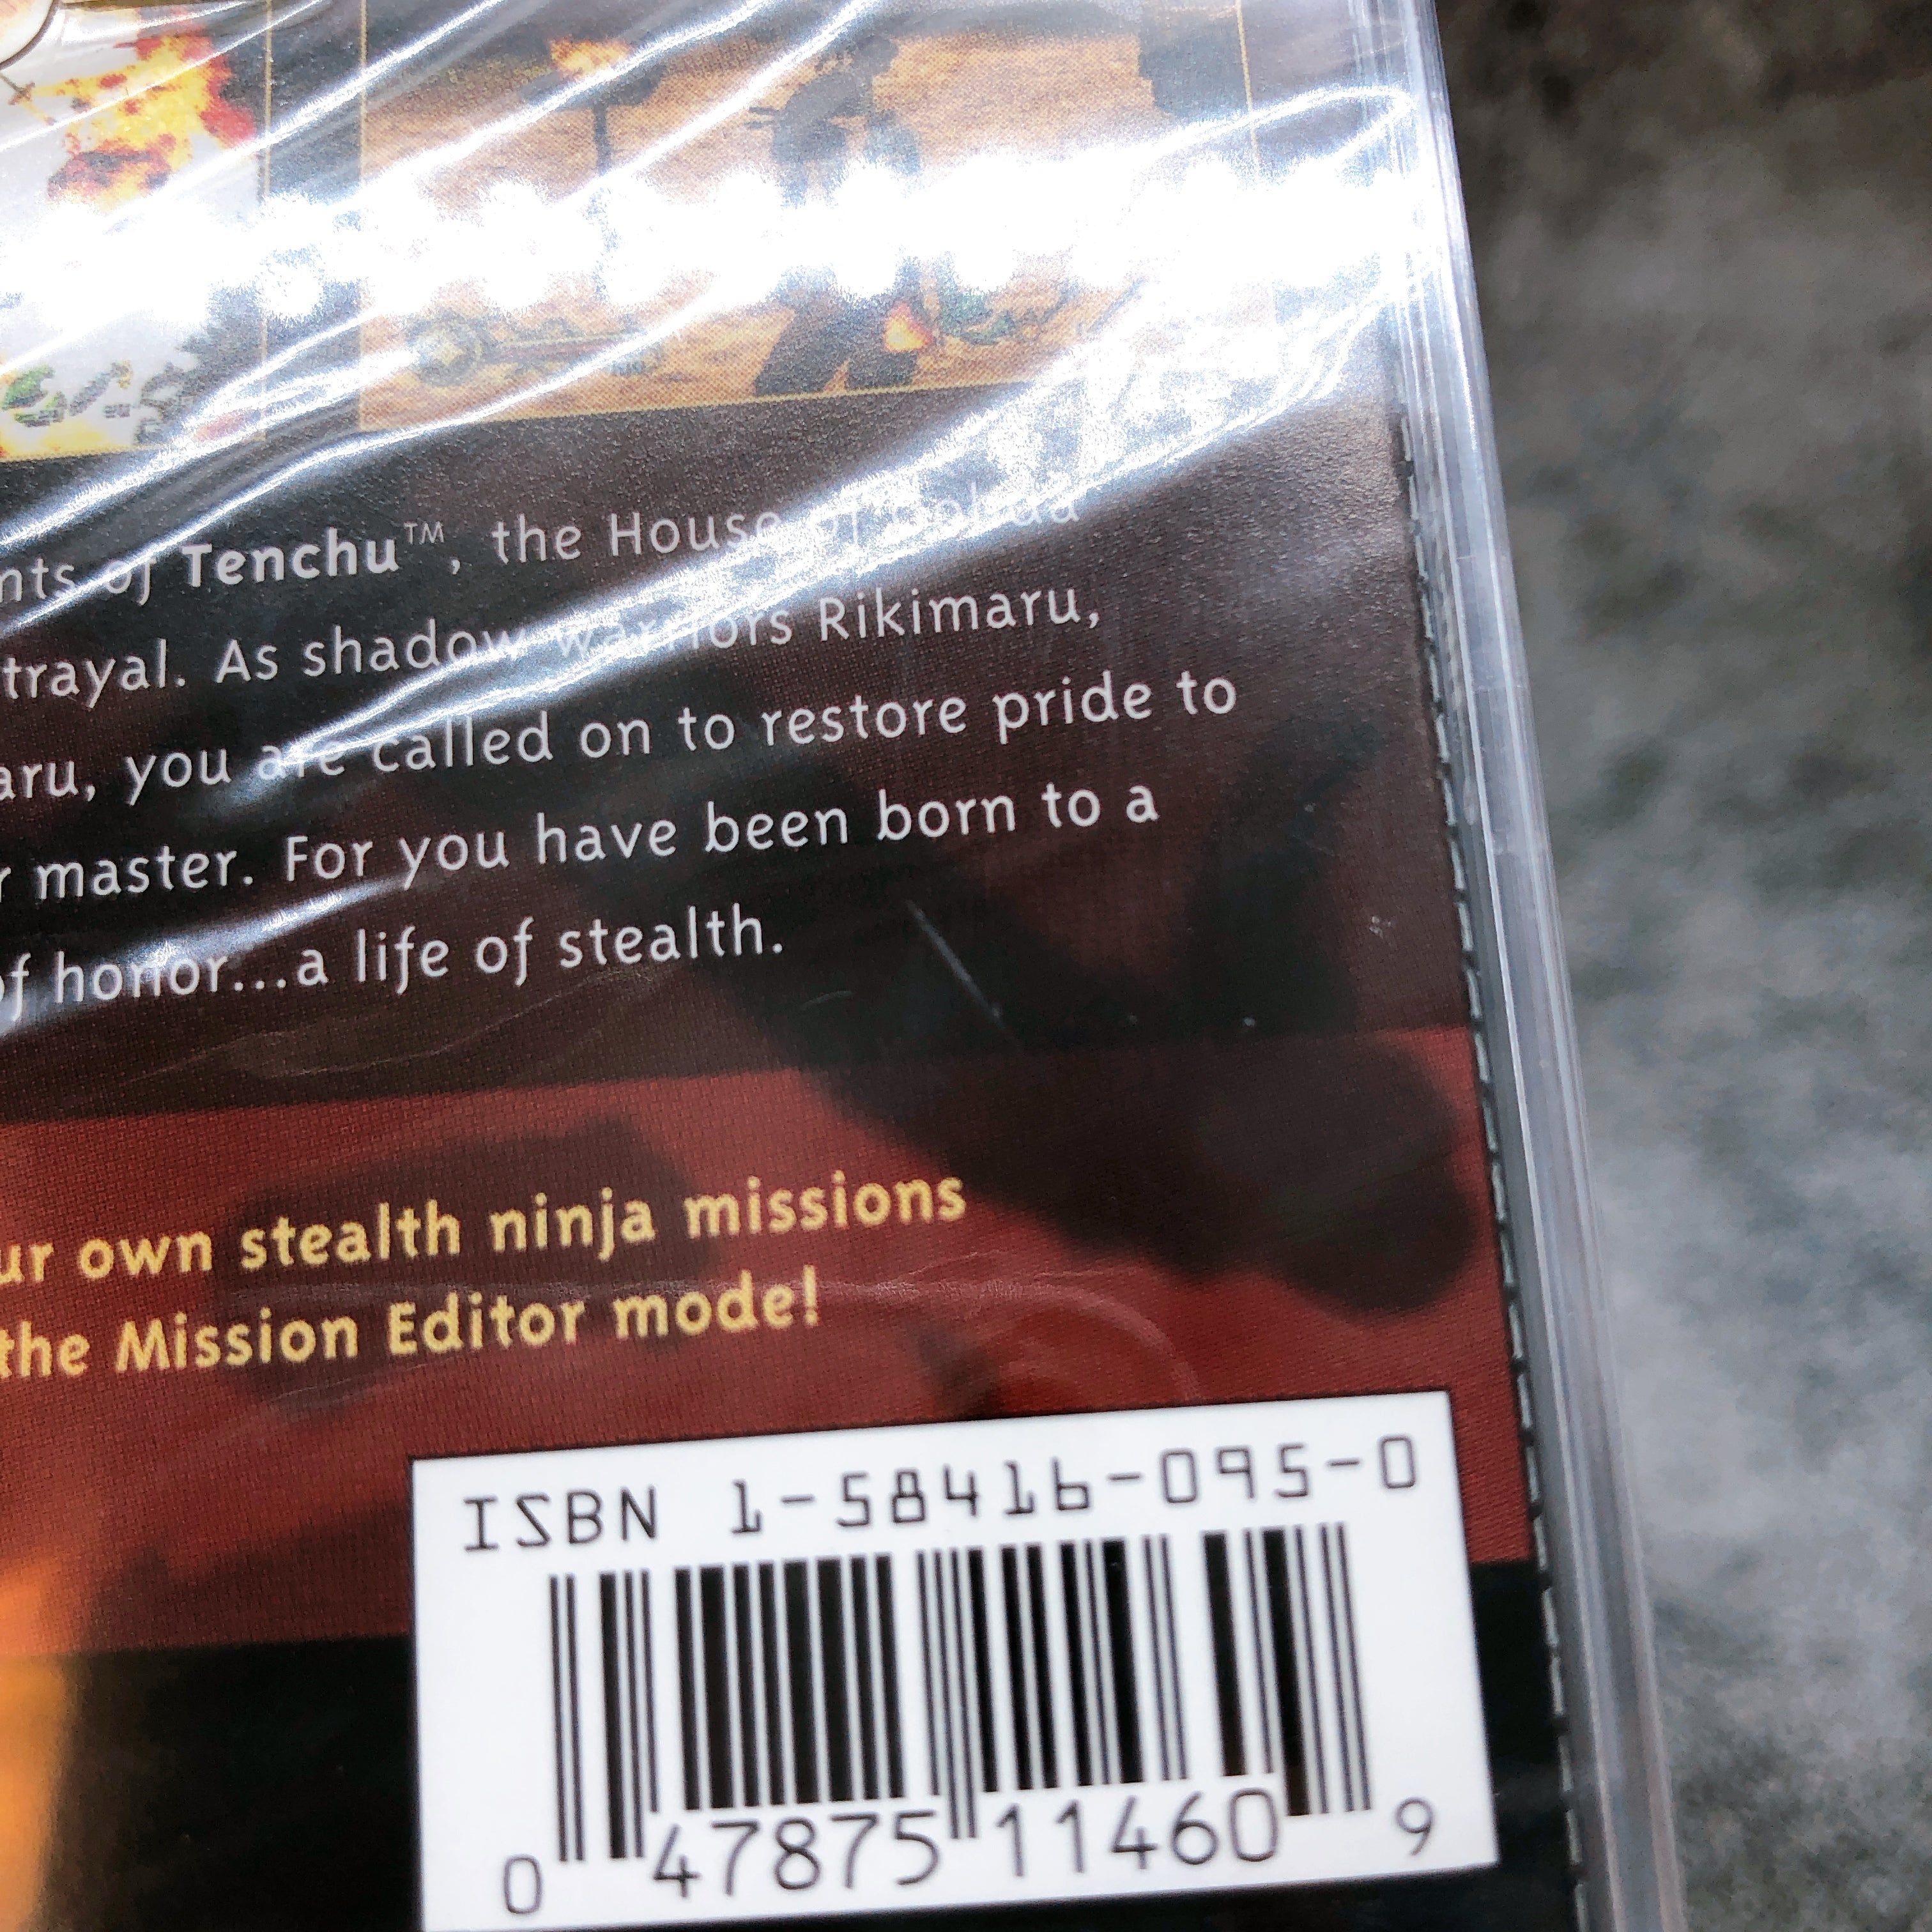 nts of Tenchu™, the House of Gohda
trayal. As shadow warriors Rikimaru,
aru, you are called on to restore pride to
r master. For you have been born to a
of honor...a life of stealth.
ur own stealth ninja missions
the Mission Editor mode!
ISBN 1-58416-095-0
0 47875 11460 9